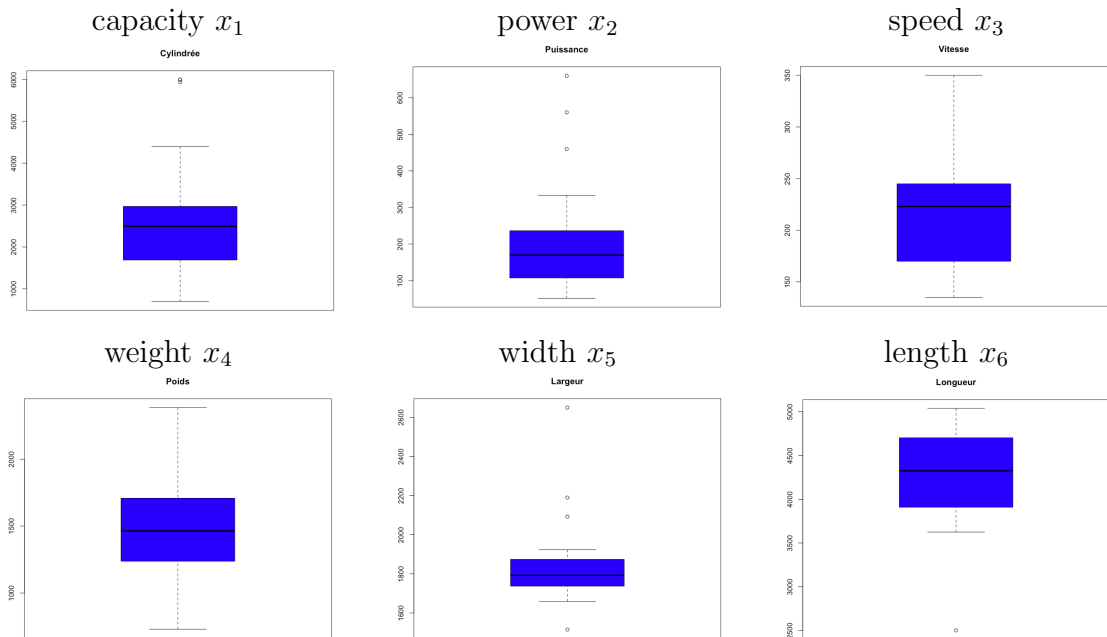 capacity x₁ power x₂ speed x₃
Cylindrée Puissance Vitesse
1000 2000 3000 4000 5000 6000
100 200 300 400 500 600
150 200 250 300 350
weight x₄ width x₅ length x₆
Poids Largeur Longueur
1000 1500 2000
1600 1800 2000 2200 2400 2600
2500 3000 3500 4000 4500 5000